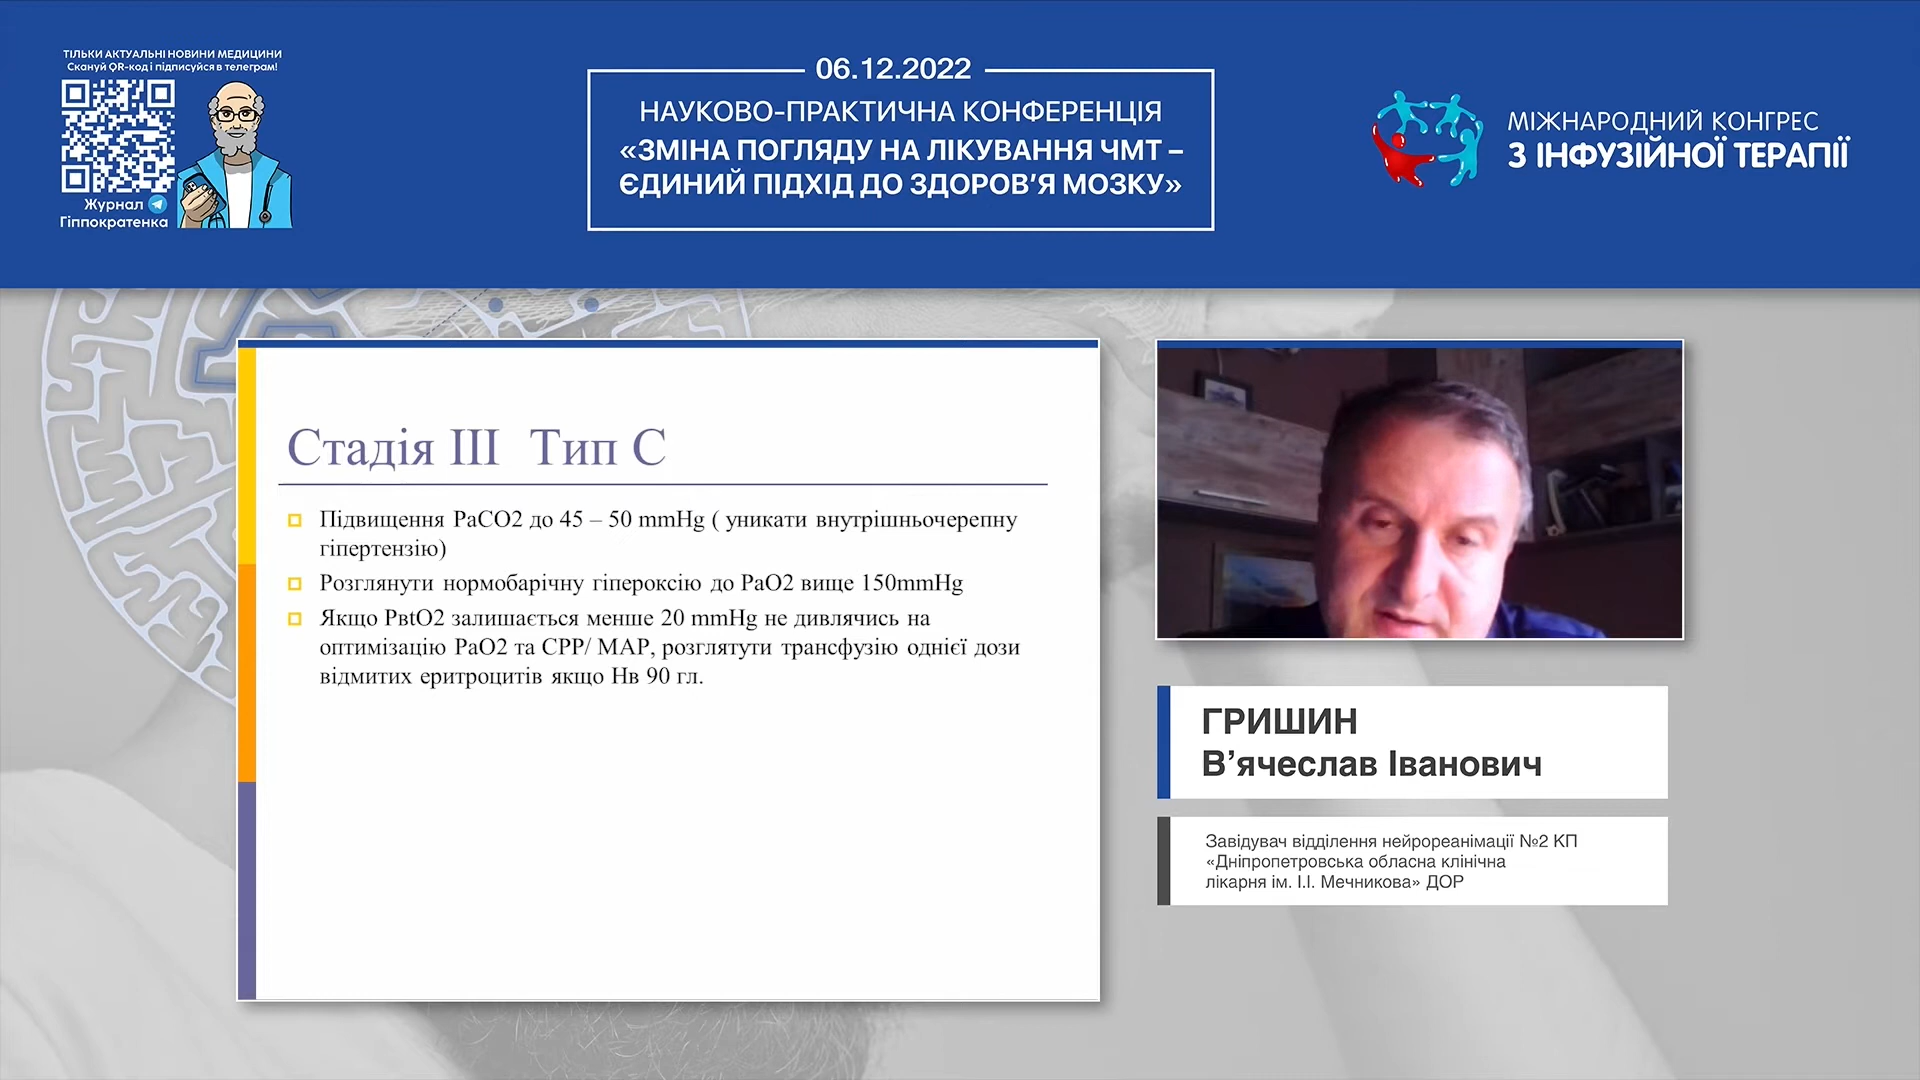 ТІЛЬКИ АКТУАЛЬНІ НОВИНИ МЕДИЦИНИ
Скануй QR-код і підписуйся в телеграм!
Журнал
Гіппократенка
06.12.2022
НАУКОВО-ПРАКТИЧНА КОНФЕРЕНЦІЯ
«ЗМІНА ПОГЛЯДУ НА ЛІКУВАННЯ ЧМТ –
ЄДИНИЙ ПІДХІД ДО ЗДОРОВ’Я МОЗКУ»
МІЖНАРОДНИЙ КОНГРЕС
З ІНФУЗІЙНОЇ ТЕРАПІЇ
Стадія III Тип С
Підвищення PaCO2 до 45 – 50 mmHg ( уникати внутрішньочерепну
гіпертензію)
Розглянути нормобарічну гіпероксію до PaO2 вище 150mmHg
Якщо PвtO2 залишається менше 20 mmHg не дивлячись на
оптимізацію PaO2 та CPP/ MAP, розглятути трансфузію однієї дози
відмитих еритроцитів якщо Нв 90 гл.
ГРИШИН
В’ячеслав Іванович
Завідувач відділення нейрореанімації №2 КП
«Дніпропетровська обласна клінічна
лікарня ім. І.І. Мечникова» ДОР